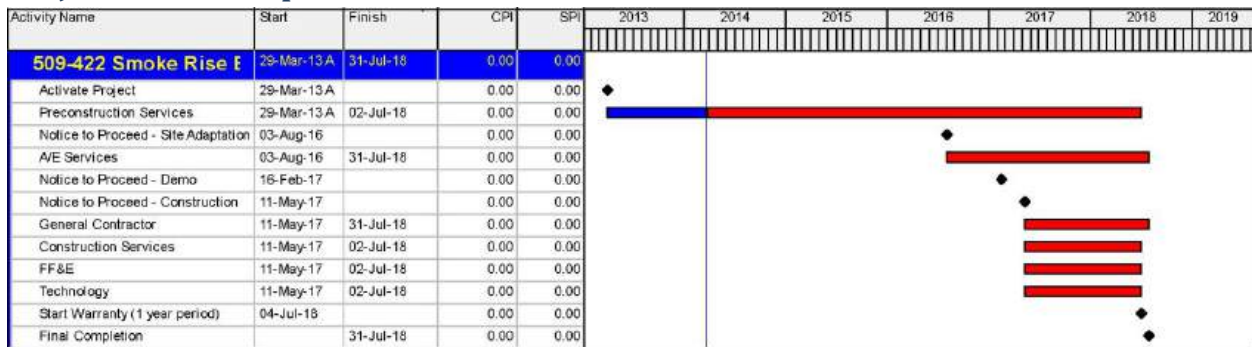 Activity Name Start Finish CPI SPI 2013 2014 2015 2016 2017 2018 2019
509-422 Smoke Rise E 29-Mar-13 A 31-Jul-18 0.00 0.00
Activate Project 29-Mar-13 A 0.00 0.00
Preconstruction Services 29-Mar-13 A 02-Jul-18 0.00 0.00
Notice to Proceed - Site Adaptation 03-Aug-16 0.00 0.00
A/E Services 03-Aug-16 31-Jul-18 0.00 0.00
Notice to Proceed - Demo 16-Feb-17 0.00 0.00
Notice to Proceed - Construction 11-May-17 0.00 0.00
General Contractor 11-May-17 31-Jul-18 0.00 0.00
Construction Services 11-May-17 02-Jul-18 0.00 0.00
FF&E 11-May-17 02-Jul-18 0.00 0.00
Technology 11-May-17 02-Jul-18 0.00 0.00
Start Warranty (1 year period) 04-Jul-18 0.00 0.00
Final Completion 31-Jul-18 0.00 0.00